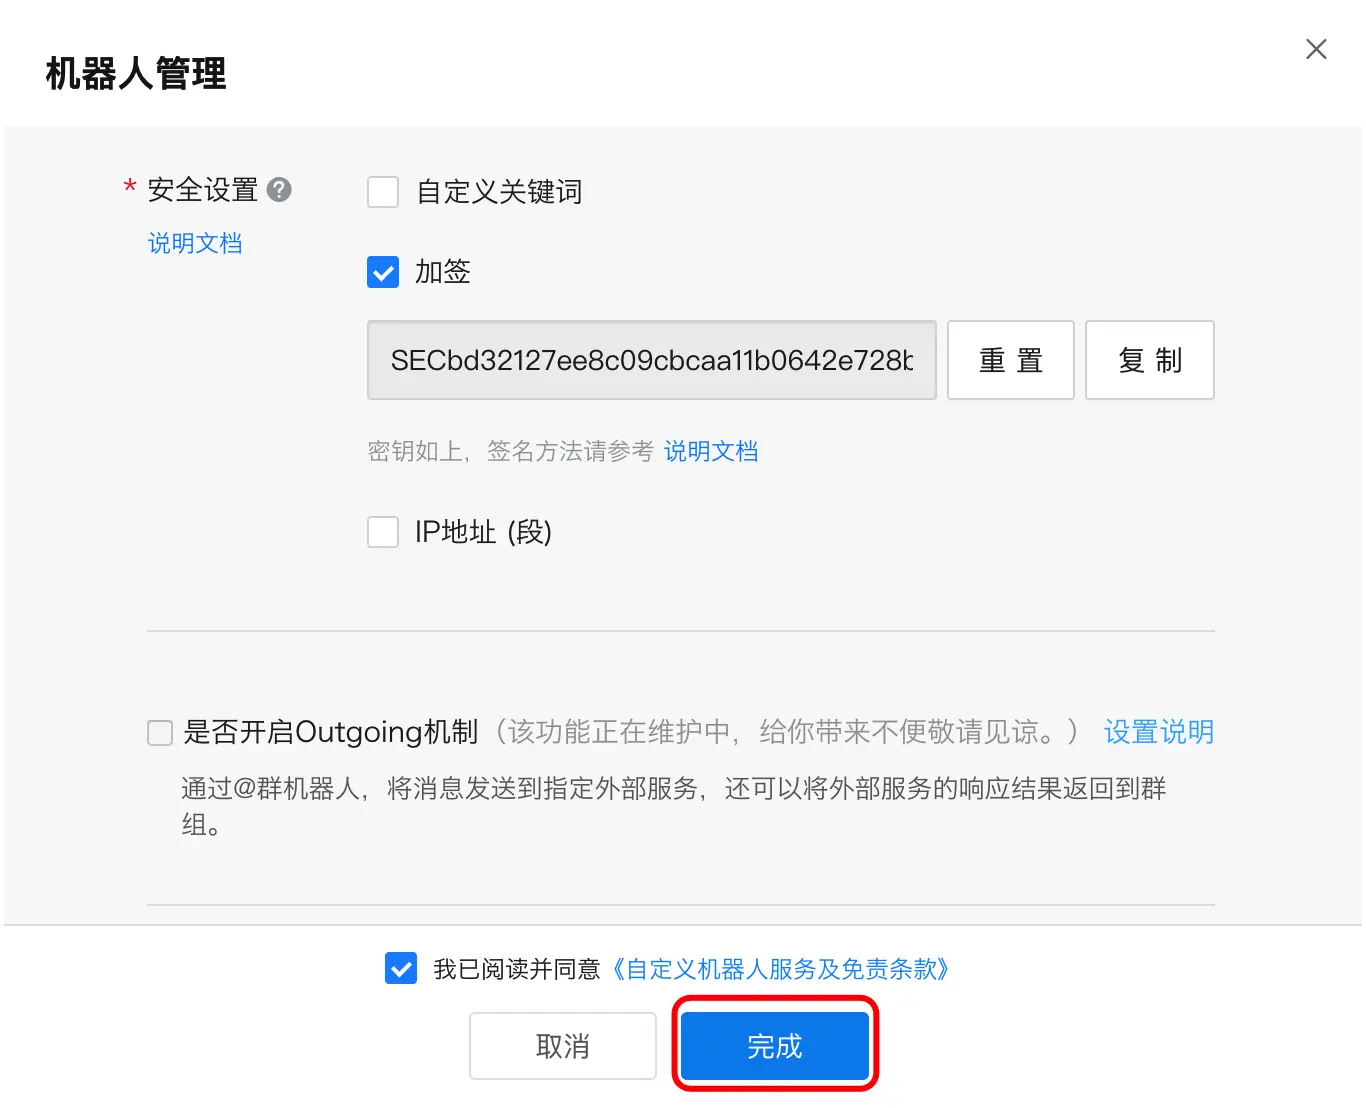 机器人管理
* 安全设置 ?
自定义关键词
说明文档
加签
SECbd32127ee8c09cbcaa11b0642e728b
重 置
复 制
密钥如上，签名方法请参考 说明文档
IP地址 (段)
是否开启Outgoing机制（该功能正在维护中，给你带来不便敬请见谅。） 设置说明
通过@群机器人，将消息发送到指定外部服务，还可以将外部服务的响应结果返回到群
组。
我已阅读并同意《自定义机器人服务及免责条款》
取消
完成